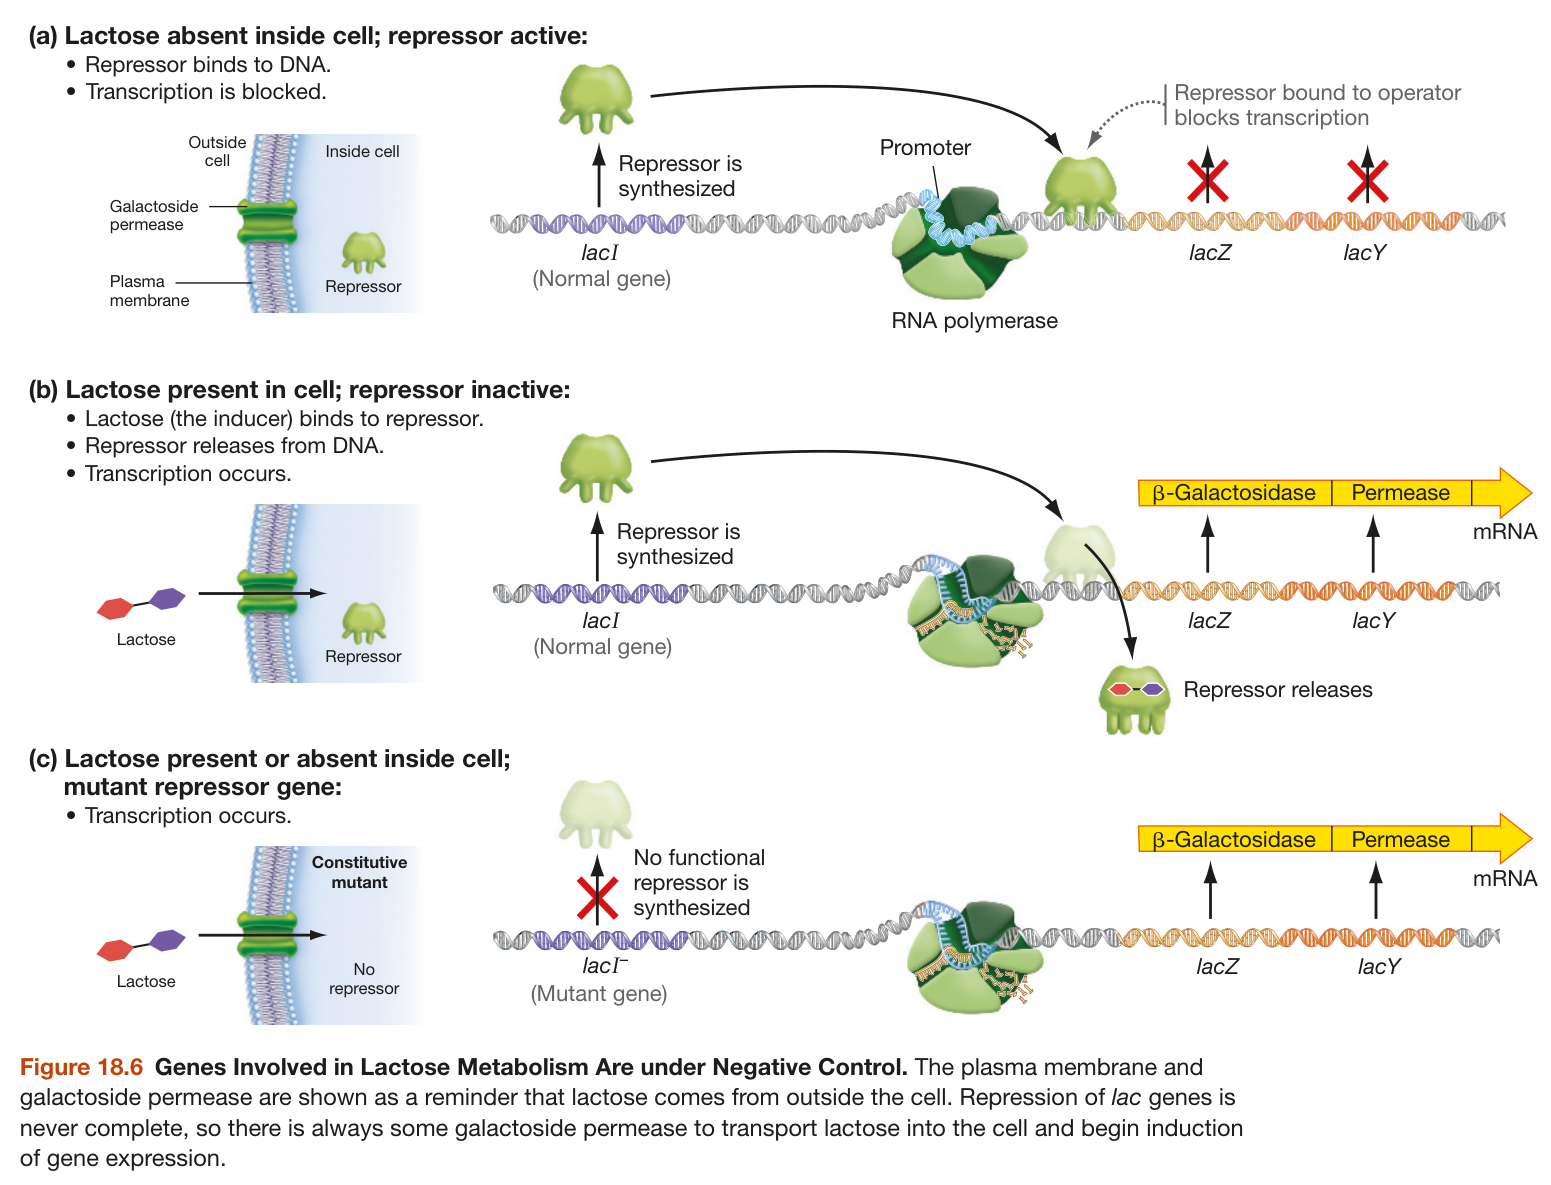 (a) Lactose absent inside cell; repressor active:
• Repressor binds to DNA.
• Transcription is blocked.
Outside
cell
Inside cell
Galactoside
permease
Repressor
Plasma
membrane
Repressor is
synthesized
lacI
(Normal gene)
Promoter
RNA polymerase
Repressor bound to operator
blocks transcription
lacZ
lacY
(b) Lactose present in cell; repressor inactive:
• Lactose (the inducer) binds to repressor.
• Repressor releases from DNA.
• Transcription occurs.
Lactose
Repressor
Repressor is
synthesized
lacI
(Normal gene)
β-Galactosidase
Permease
mRNA
lacZ
lacY
Repressor releases
(c) Lactose present or absent inside cell;
mutant repressor gene:
• Transcription occurs.
Constitutive
mutant
Lactose
No
repressor
No functional
repressor is
synthesized
lacI⁻
(Mutant gene)
β-Galactosidase
Permease
mRNA
lacZ
lacY
Figure 18.6 Genes Involved in Lactose Metabolism Are under Negative Control. The plasma membrane and
galactoside permease are shown as a reminder that lactose comes from outside the cell. Repression of lac genes is
never complete, so there is always some galactoside permease to transport lactose into the cell and begin induction
of gene expression.